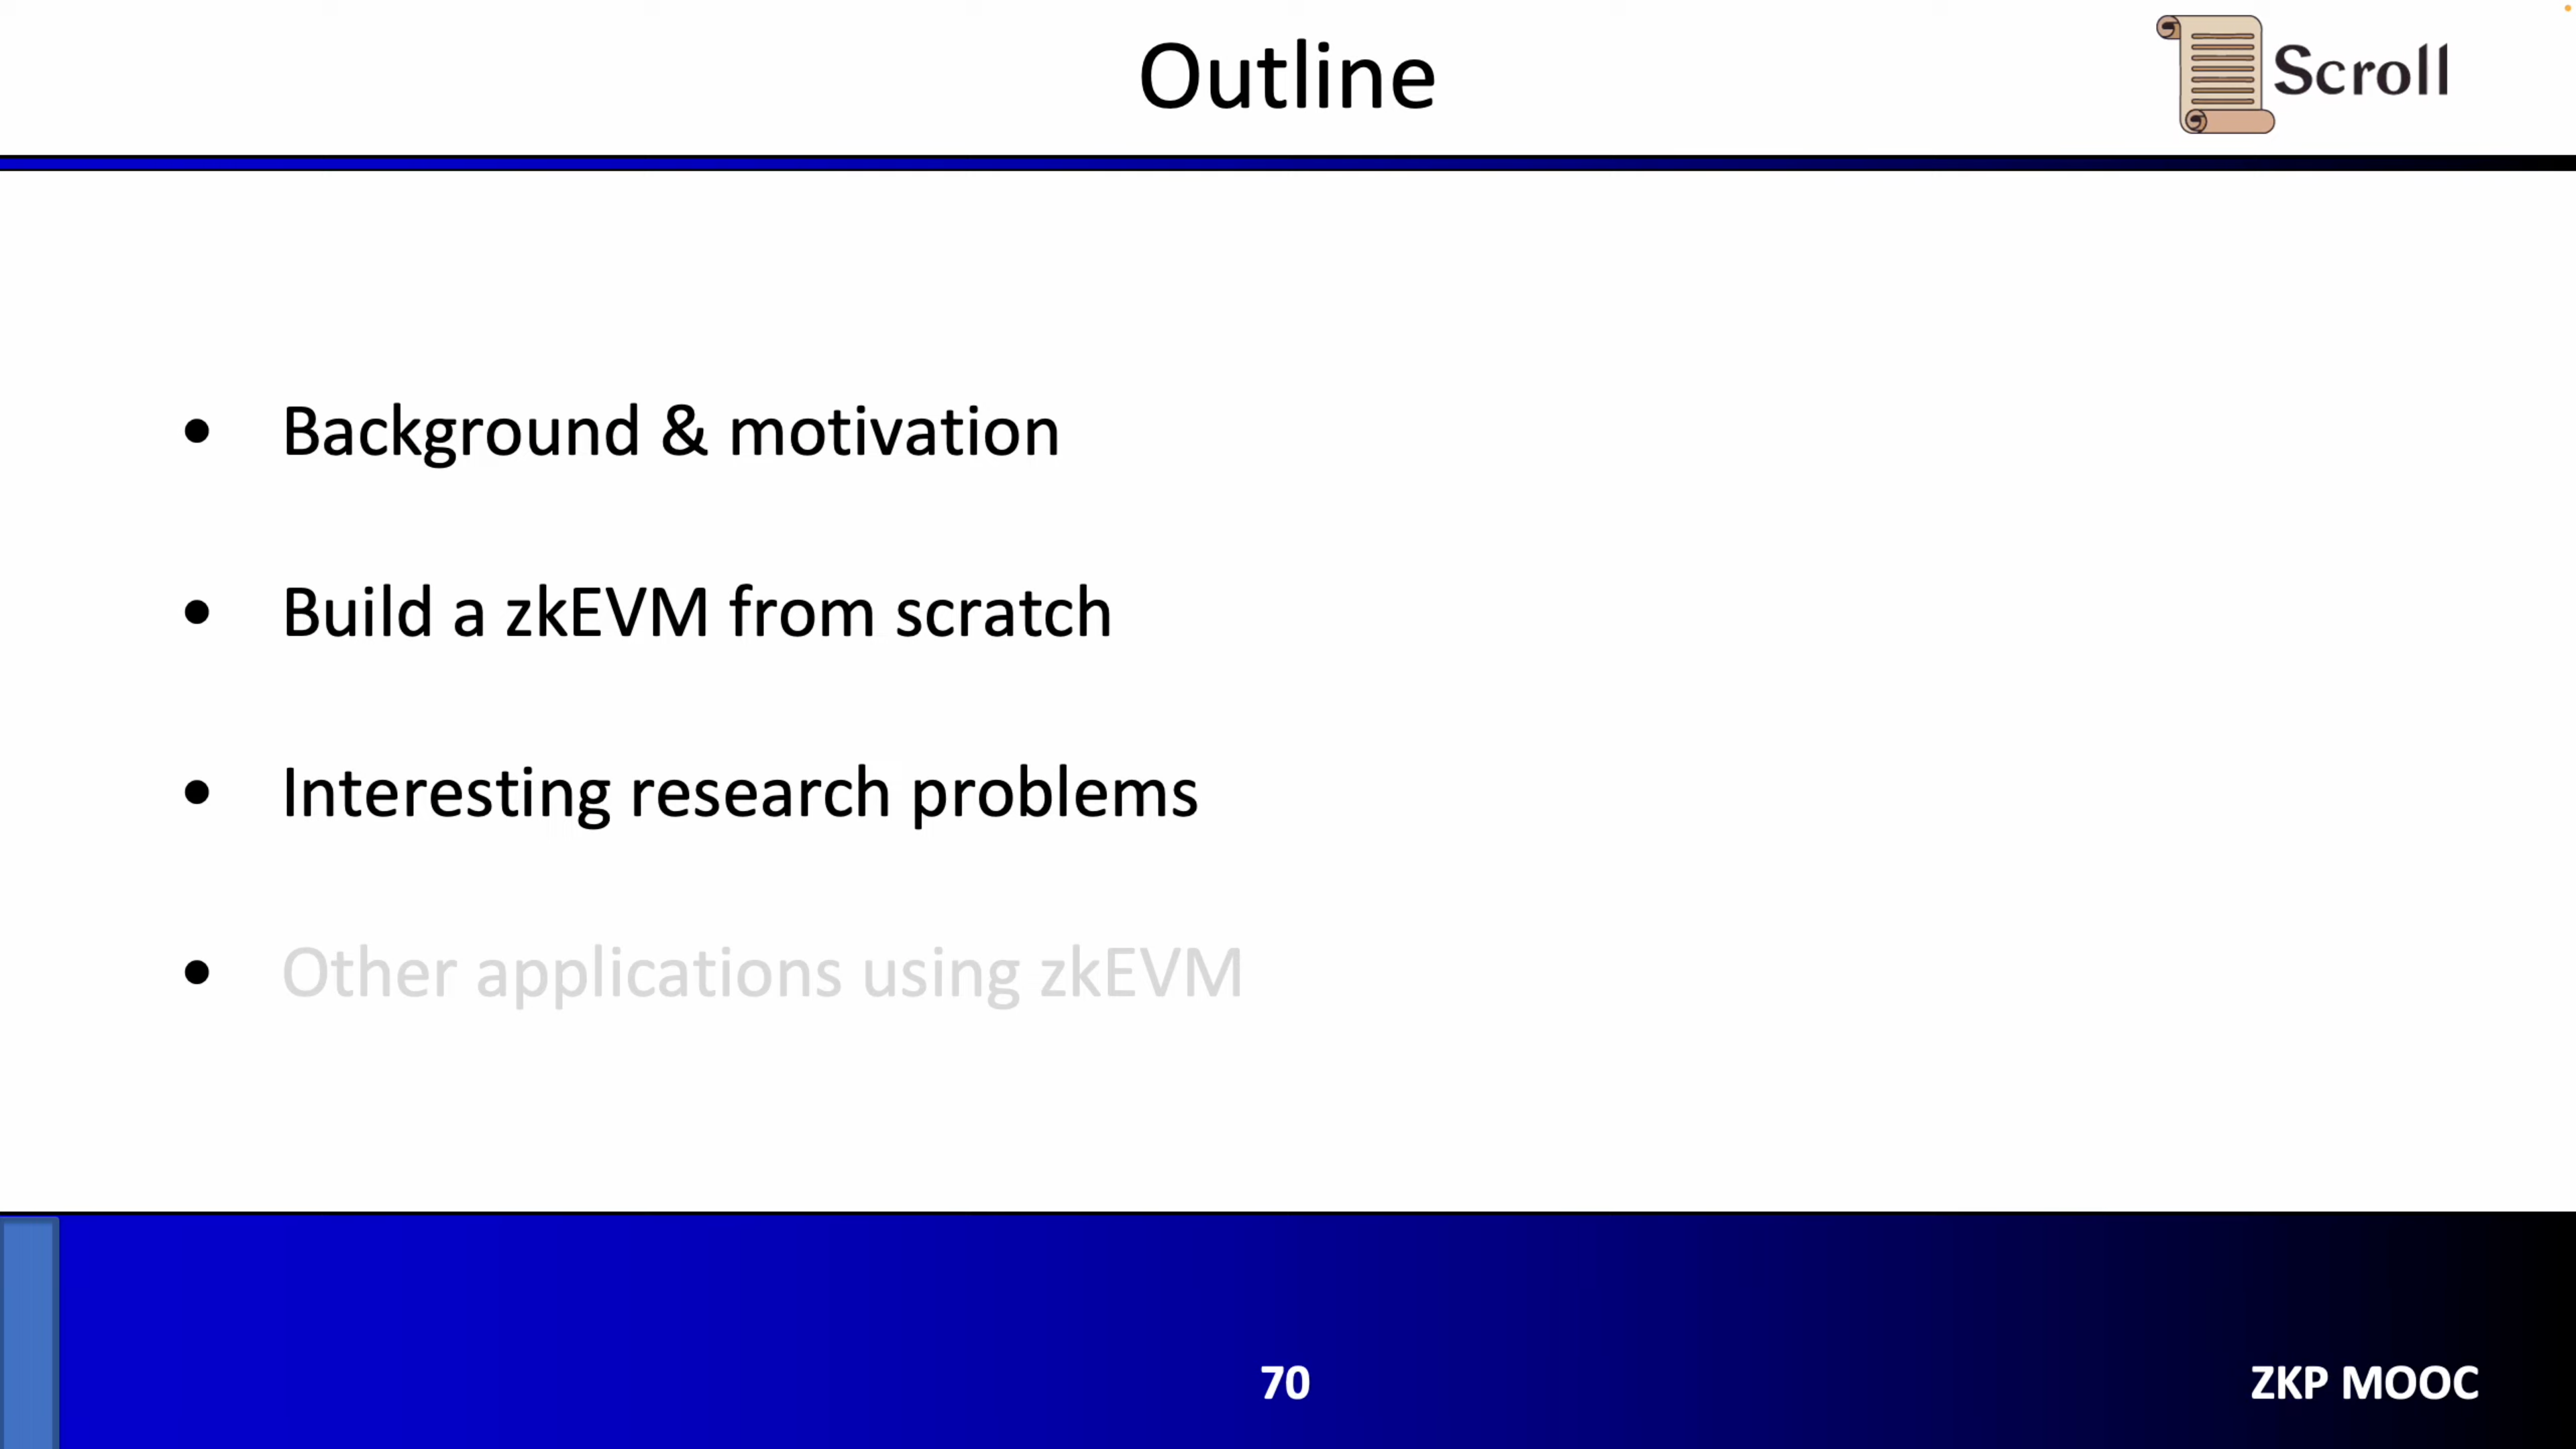 Outline
Scroll
• Background & motivation
• Build a zkEVM from scratch
• Interesting research problems
• Other applications using zkEVM
70
ZKP MOOC